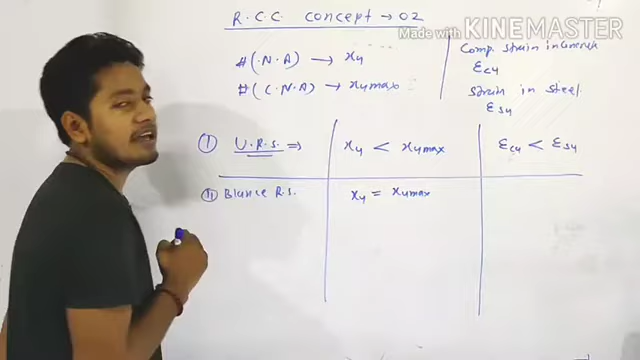 R.C.C. Concept → 02
Made with KINEMASTER
#(.N.A) → xu
#(C.N.A) → xumax
Comp. strain in concrete
εcu
strain in steel.
εsu
① U.R.S. ⇒ xu < xumax εcu < εsu
② Blance R.S. xu = xumax